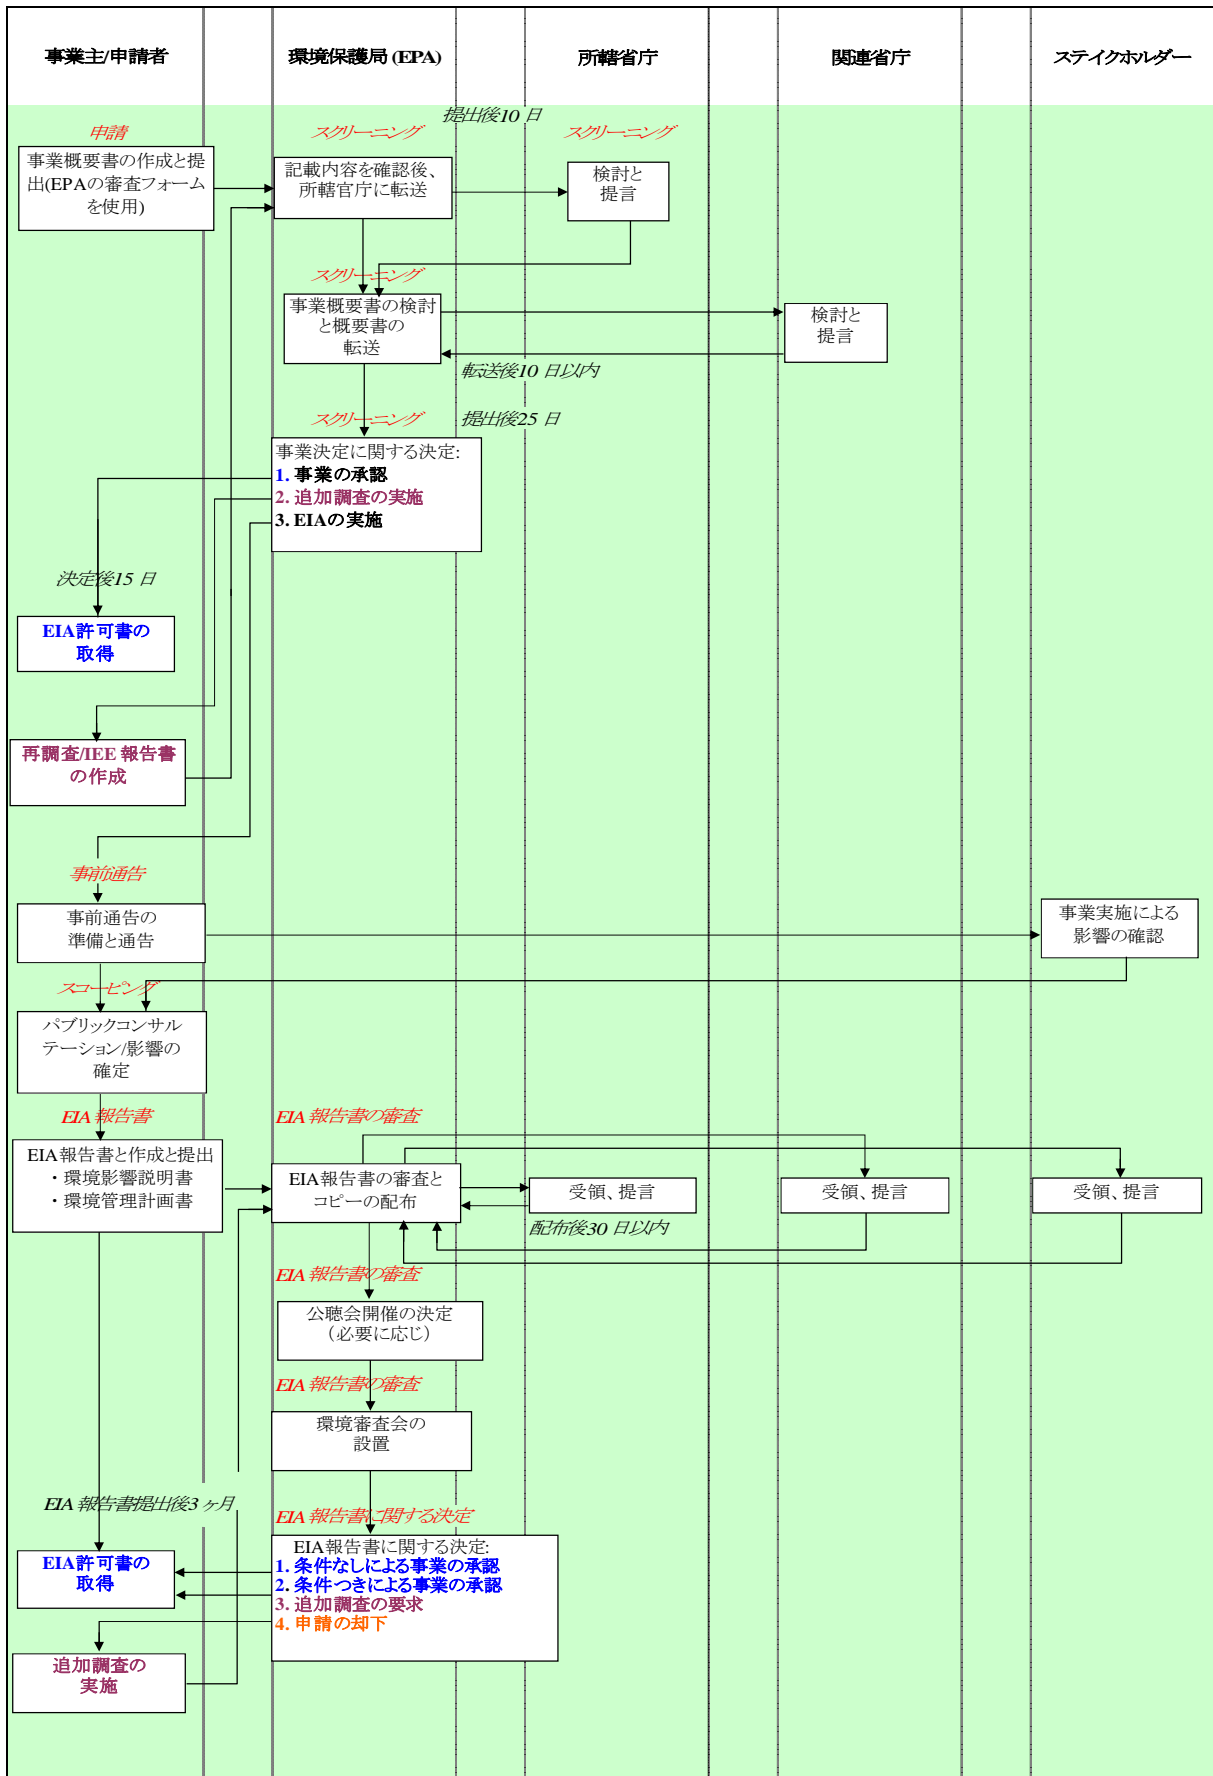 事業主/申請者
環境保護局 (EPA)
所轄省庁
関連省庁
ステイクホルダー
提出後10 日
申請
スクリーニング
スクリーニング
事業概要書の作成と提
出(EPAの審査フォーム
を使用)
記載内容を確認後、
所轄官庁に転送
検討と
提言
スクリーニング
事業概要書の検討
と概要書の
転送
検討と
提言
転送後10 日以内
スクリーニング
提出後25 日
事業決定に関する決定:
1. 事業の承認
2. 追加調査の実施
3. EIAの実施
決定後15 日
EIA許可書の
取得
再調査/IEE 報告書
の作成
事前通告
事前通告の
準備と通告
事業実施による
影響の確認
スコーピング
パブリックコンサル
テーション/影響の
確定
EIA 報告書
EIA 報告書の審査
EIA報告書と作成と提出
・環境影響説明書
・環境管理計画書
EIA報告書の審査と
コピーの配布
受領、提言
受領、提言
受領、提言
配布後30 日以内
EIA 報告書の審査
公聴会開催の決定
（必要に応じ）
EIA 報告書の審査
環境審査会の
設置
EIA 報告書提出後3 ヶ月
EIA 報告書に関する決定
EIA報告書に関する決定:
1. 条件なしによる事業の承認
2. 条件つきによる事業の承認
3. 追加調査の要求
4. 申請の却下
EIA許可書の
取得
追加調査の
実施